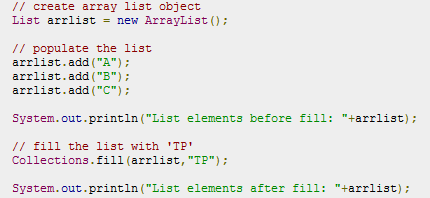 // create array list object
List arrlist = new ArrayList();
// populate the list
arrlist.add("A");
arrlist.add("B");
arrlist.add("C");
System.out.println("List elements before fill: "+arrlist);
// fill the list with 'TP'
Collections.fill(arrlist,"TP");
System.out.println("List elements after fill: "+arrlist);